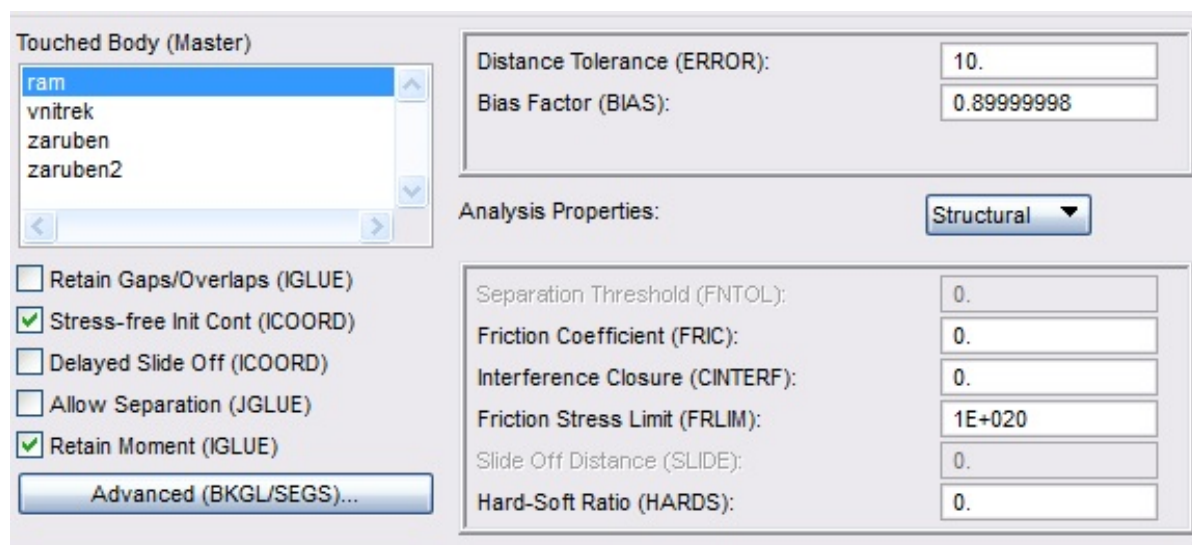 Touched Body (Master)
ram
vnitrek
zaruben
zaruben2
Retain Gaps/Overlaps (IGLUE)
Stress-free Init Cont (ICOORD)
Delayed Slide Off (ICOORD)
Allow Separation (JGLUE)
Retain Moment (IGLUE)
Advanced (BKGL/SEGS)...
Distance Tolerance (ERROR): 10.
Bias Factor (BIAS): 0.89999998
Analysis Properties: Structural
Separation Threshold (FNTOL): 0.
Friction Coefficient (FRIC): 0.
Interference Closure (CINTERF): 0.
Friction Stress Limit (FRLIM): 1E+020
Slide Off Distance (SLIDE): 0.
Hard-Soft Ratio (HARDS): 0.